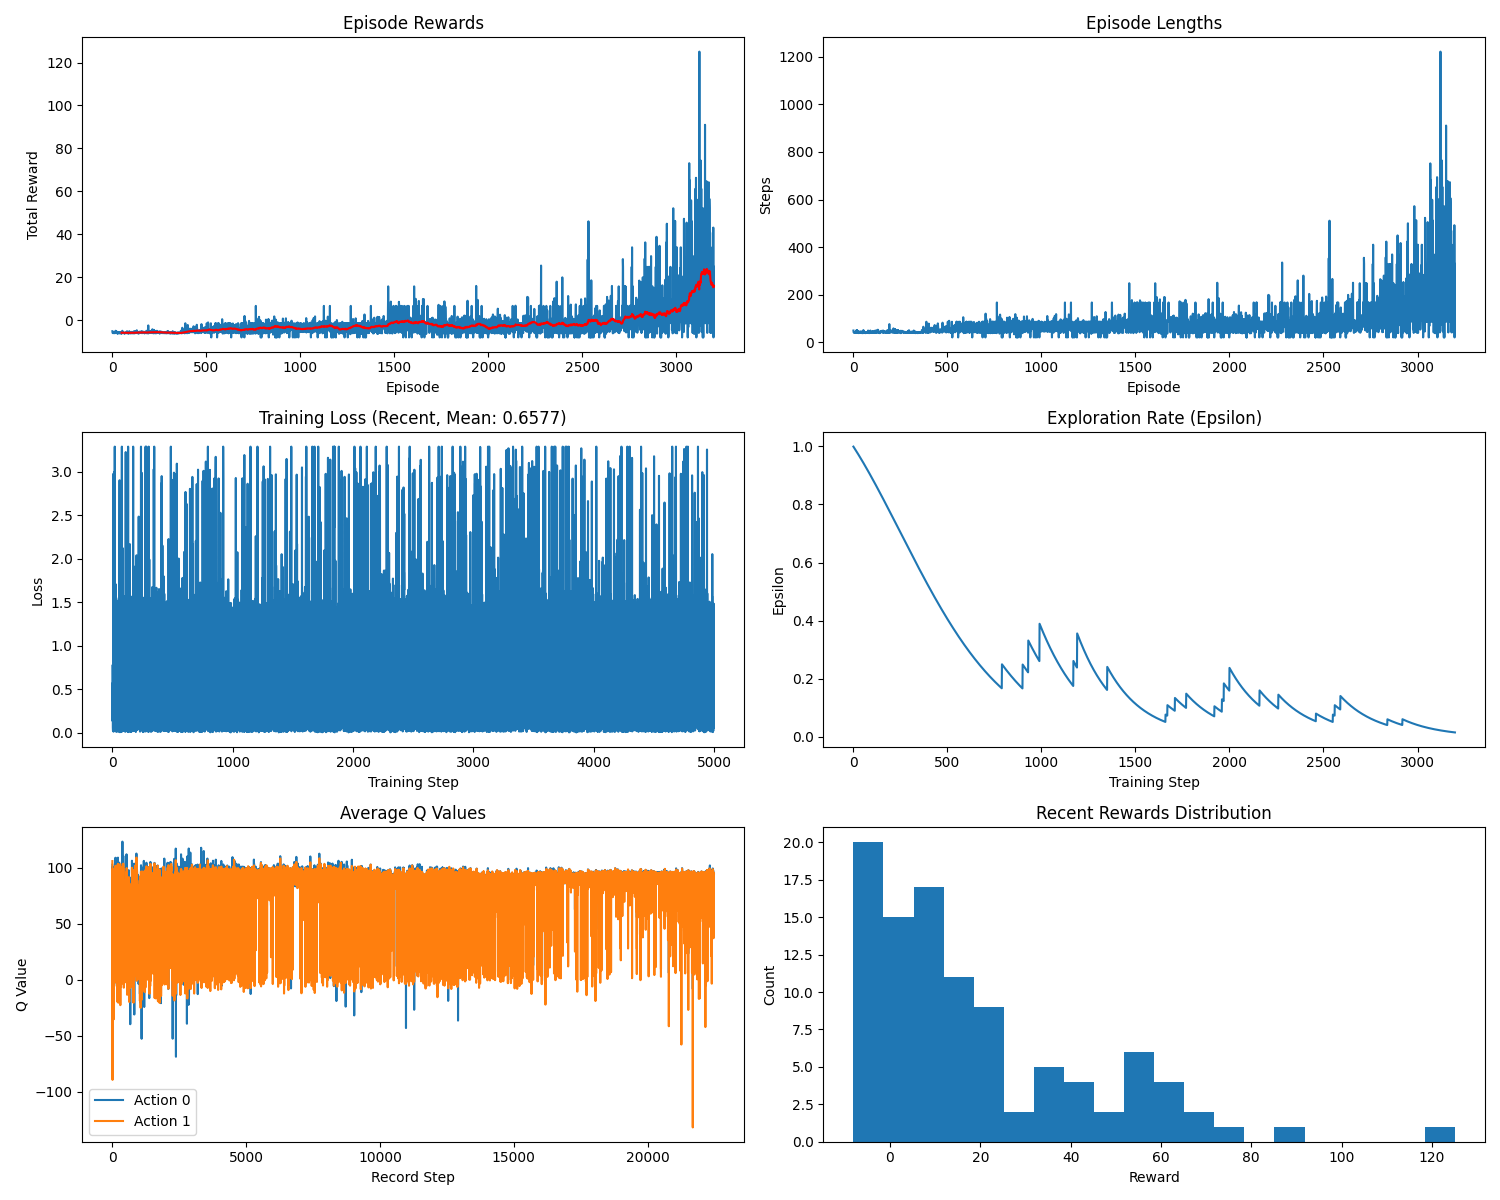 Episode Rewards
120
100
80
60
40
20
0
Total Reward
0 500 1000 1500 2000 2500 3000
Episode
Episode Lengths
1200
1000
800
600
400
200
0
Steps
0 500 1000 1500 2000 2500 3000
Episode
Training Loss (Recent, Mean: 0.6577)
3.0
2.5
2.0
1.5
1.0
0.5
0.0
Loss
0 1000 2000 3000 4000 5000
Training Step
Exploration Rate (Epsilon)
1.0
0.8
0.6
0.4
0.2
0.0
Epsilon
0 500 1000 1500 2000 2500 3000
Training Step
Average Q Values
100
50
0
−50
−100
Q Value
Action 0
Action 1
0 5000 10000 15000 20000
Record Step
Recent Rewards Distribution
20.0
17.5
15.0
12.5
10.0
7.5
5.0
2.5
0.0
Count
0 20 40 60 80 100 120
Reward